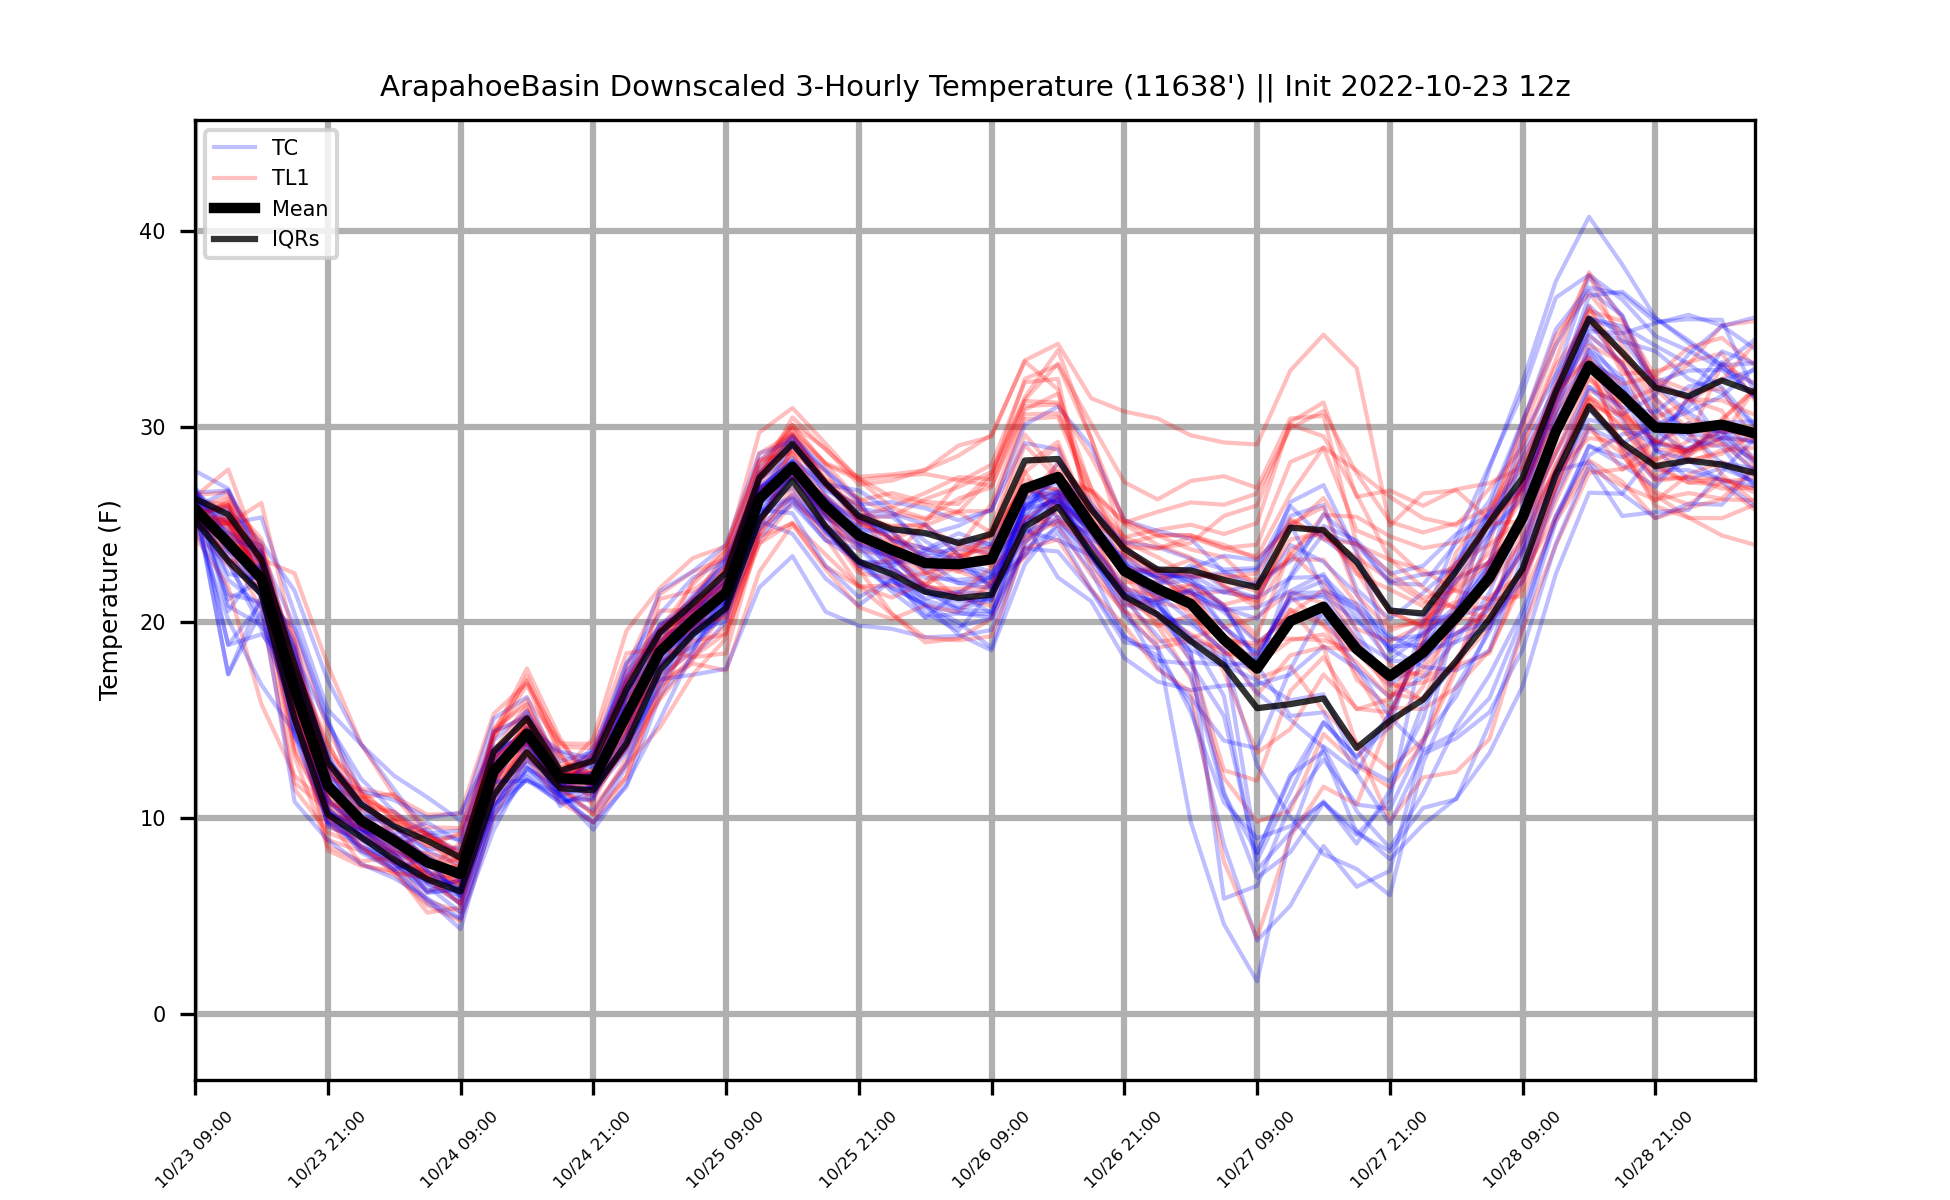 ArapahoeBasin Downscaled 3-Hourly Temperature (11638') || Init 2022-10-23 12z
TC
TL1
Mean
IQRs
Temperature (F)
40
30
20
10
0
10/23 09:00
10/23 21:00
10/24 09:00
10/24 21:00
10/25 09:00
10/25 21:00
10/26 09:00
10/26 21:00
10/27 09:00
10/27 21:00
10/28 09:00
10/28 21:00